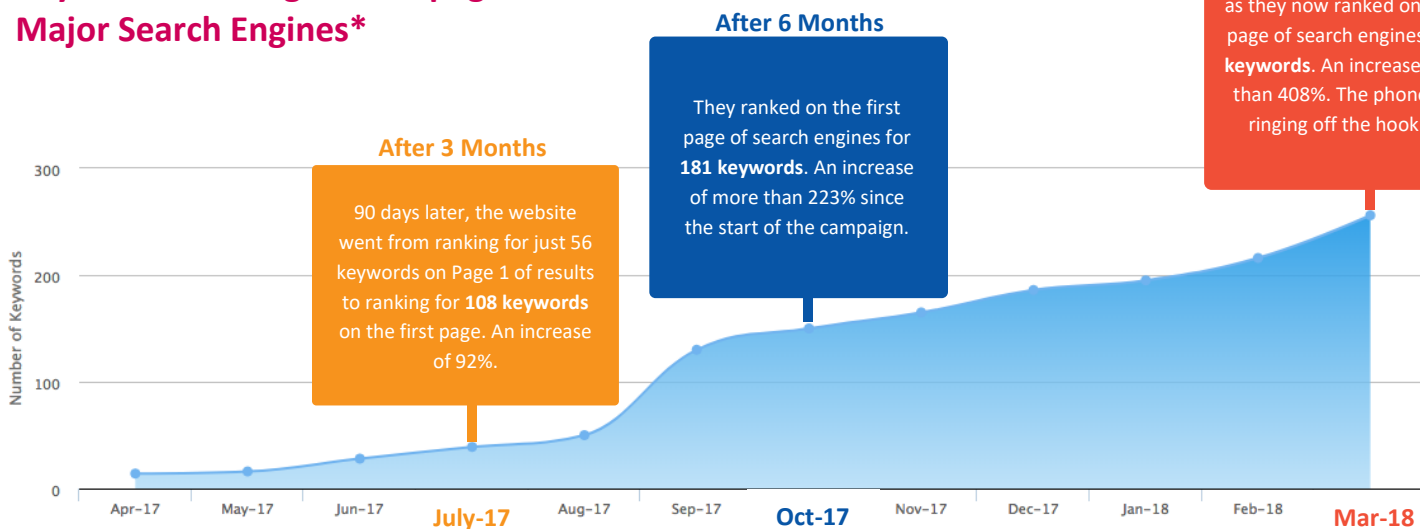 Major Search Engines*
After 6 Months
as they now ranked on
page of search engines
keywords. An increase
than 408%. The phone
ringing off the hook
They ranked on the first
page of search engines for
181 keywords. An increase
of more than 223% since
the start of the campaign.
After 3 Months
90 days later, the website
went from ranking for just 56
keywords on Page 1 of results
to ranking for 108 keywords
on the first page. An increase
of 92%.
Number of Keywords
300
200
100
0
Apr-17 May-17 Jun-17 July-17 Aug-17 Sep-17 Oct-17 Nov-17 Dec-17 Jan-18 Feb-18 Mar-18